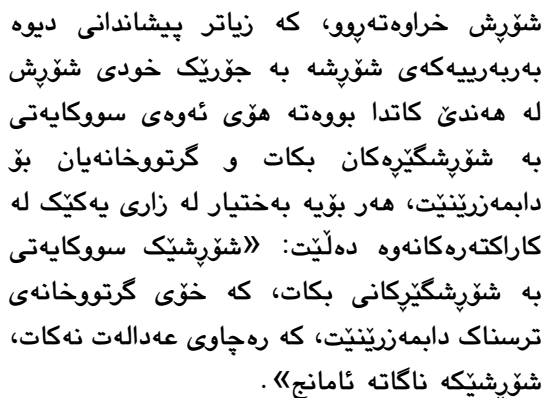 شۆڕش خراوەتەڕوو، کە زیاتر پیشاندانی دیوە
بەربەرییەکەی شۆڕشە بە جۆرێک خودی شۆڕش
لە هەندێ کاتدا بووەتە هۆی ئەوەی سووکایەتی
بە شۆڕشگێڕەکان بکات و گرتووخانەیان بۆ
دابمەزرێنێت، هەر بۆیە بەختیار لە زاری یەکێک لە
کاراکتەرەکانەوە دەڵێت: «شۆڕشێک سووکایەتی
بە شۆڕشگێڕکانی بکات، کە خۆی گرتووخانەی
ترسناک دابمەزرێنێت، کە رەچاوی عەدالەت نەکات،
شۆڕشێکە ناگاتە ئامانج».